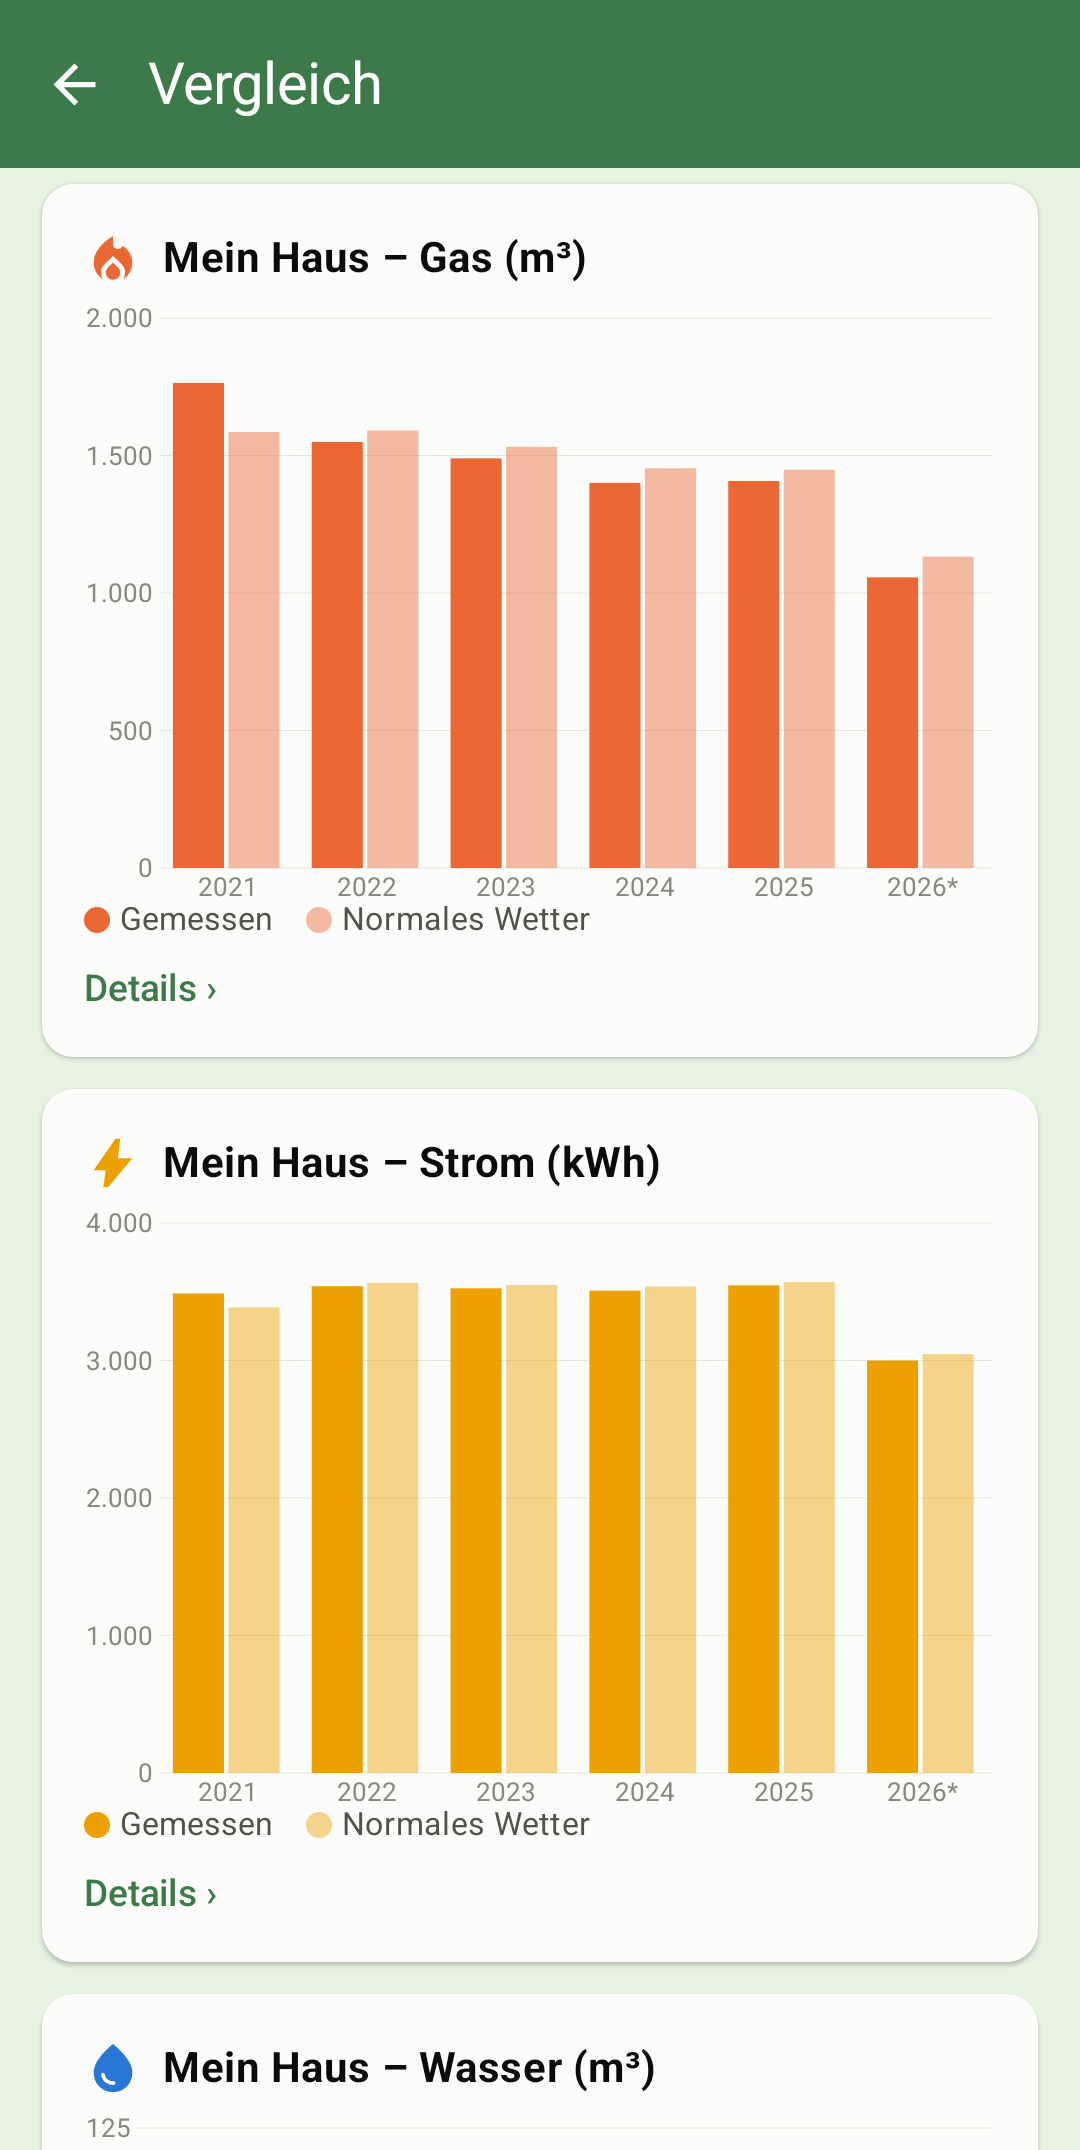 Vergleich
Mein Haus – Gas (m³)
2.000
1.500
1.000
500
0
2021 2022 2023 2024 2025 2026*
Gemessen Normales Wetter
Details ›
Mein Haus – Strom (kWh)
4.000
3.000
2.000
1.000
0
2021 2022 2023 2024 2025 2026*
Gemessen Normales Wetter
Details ›
Mein Haus – Wasser (m³)
125